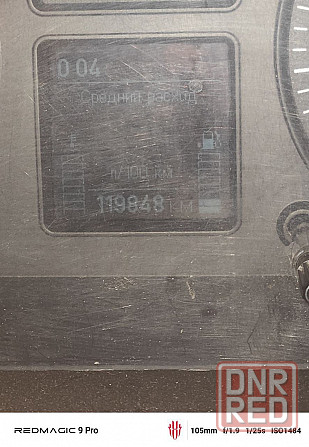 0 04
Средний расход
л/100 км
119848 км
DNR
RED
REDMAGIC 9 Pro
105mm f/1.9 1/25s ISO1484